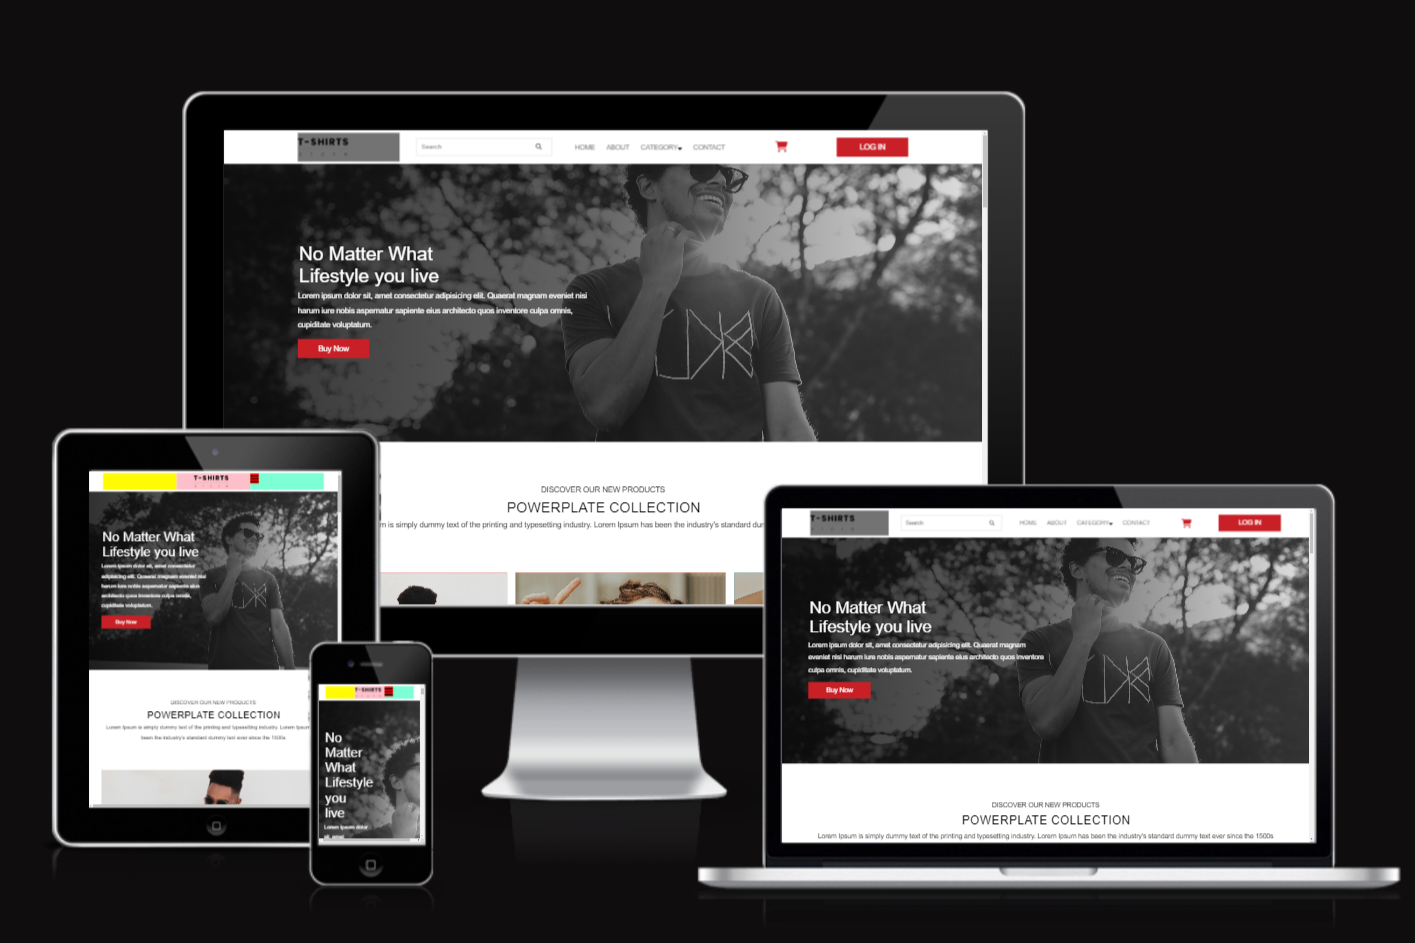 T-SHIRTS
Search
HOME ABOUT CATEGORY CONTACT
LOG IN
No Matter What
Lifestyle you live
Lorem ipsum dolor sit, amet consectetur adipisicing elit. Quaerat magnam eveniet nisi
harum iure nobis aspernatur sapiente eius architecto quos inventore culpa omnis,
cupiditate voluptatum.
Buy Now
DISCOVER OUR NEW PRODUCTS
POWERPLATE COLLECTION
m is simply dummy text of the printing and typesetting industry. Lorem Ipsum has been the industry's standard dum
T-SHIRTS
No Matter What
Lifestyle you live
Lorem ipsum dolor sit, amet consectetur
adipisicing elit. Quaerat magnam eveniet nisi
harum iure nobis aspernatur sapiente eius
architecto quos inventore culpa omnis,
cupiditate voluptatum.
Buy Now
DISCOVER OUR NEW PRODUCTS
POWERPLATE COLLECTION
Lorem Ipsum is simply dummy text of the printing and typesetting industry. Lorem Ipsum
been the industry's standard dummy text ever since the 1500s
T-SHIRTS
No
Matter
What
Lifestyle
you
live
Lorem ipsum dolor
sit, amet
T-SHIRTS
Search
HOME ABOUT CATEGORY CONTACT
LOG IN
No Matter What
Lifestyle you live
Lorem ipsum dolor sit, amet consectetur adipisicing elit. Quaerat magnam
eveniet nisi harum iure nobis aspernatur sapiente eius architecto quos inventore
culpa omnis, cupiditate voluptatum.
Buy Now
DISCOVER OUR NEW PRODUCTS
POWERPLATE COLLECTION
Lorem Ipsum is simply dummy text of the printing and typesetting industry. Lorem Ipsum has been the industry's standard dummy text ever since the 1500s